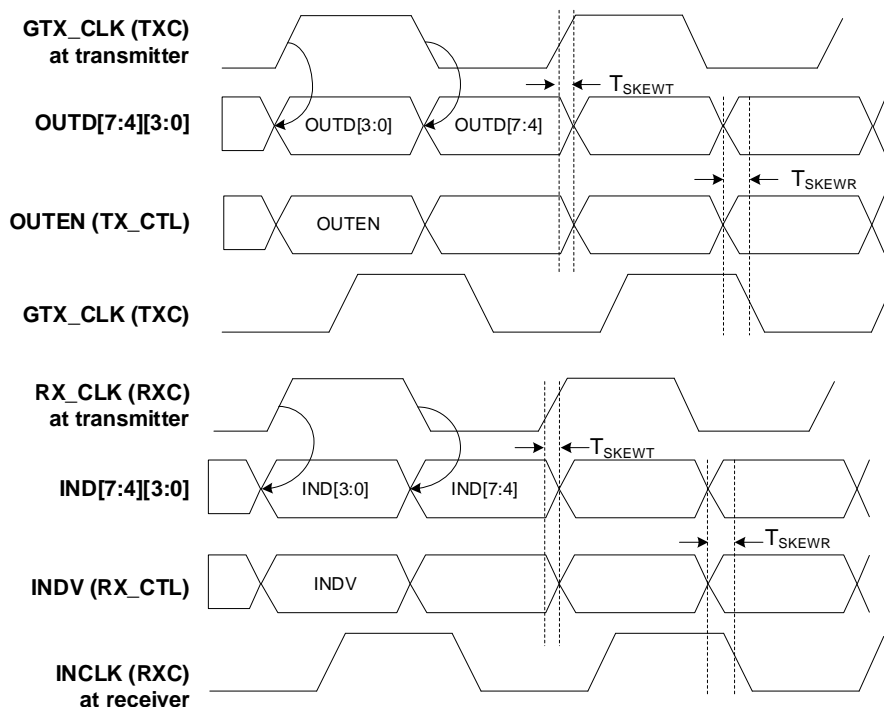 GTX_CLK (TXC)
at transmitter
TSKEWT
OUTD[7:4][3:0]
OUTD[3:0]
OUTD[7:4]
TSKEWR
OUTEN (TX_CTL)
OUTEN
GTX_CLK (TXC)
RX_CLK (RXC)
at transmitter
TSKEWT
IND[7:4][3:0]
IND[3:0]
IND[7:4]
TSKEWR
INDV (RX_CTL)
INDV
INCLK (RXC)
at receiver